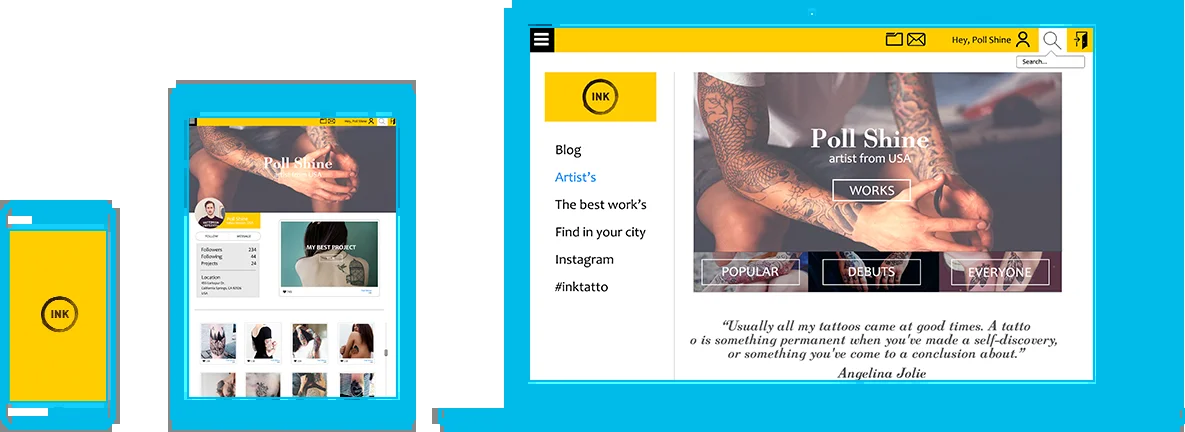 INK
Hey, Poll Shine
Poll Shine
artist from USA
Poll Shine
FOLLOW
MESSAGE
Followers 234
Following 44
Projects 24
Location
USA
MY BEST PROJECT
Hey, Poll Shine
Search...
INK
Blog
Artist's
The best work's
Find in your city
Instagram
#inktatto
Poll Shine
artist from USA
WORKS
POPULAR
DEBUTS
EVERYONE
“Usually all my tattoos came at good times. A tatto
o is something permanent when you've made a self-discovery,
or something you've come to a conclusion about.”
Angelina Jolie